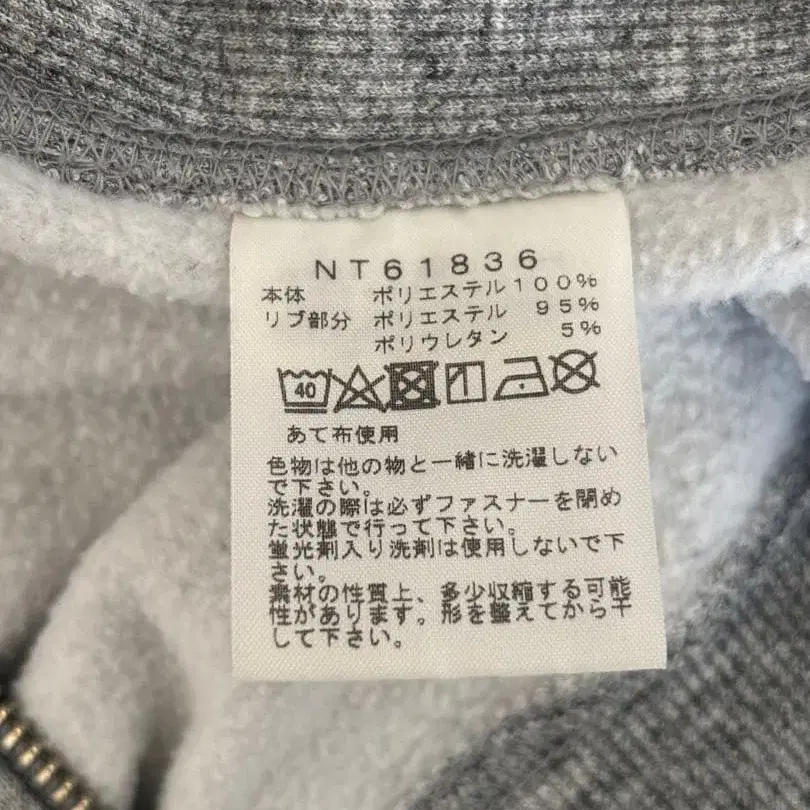 NT61836
本体 ポリエステル100%
リブ部分 ポリエステル 95%
ポリウレタン 5%
40
あて布使用
色物は他の物と一緒に洗濯しない
で下さい。
洗濯の際は必ずファスナーを閉め
た状態で行って下さい。
蛍光剤入り洗剤は使用しないで下
さい。
素材の性質上、多少収縮する可能
性があります。形を整えてから干
して下さい。